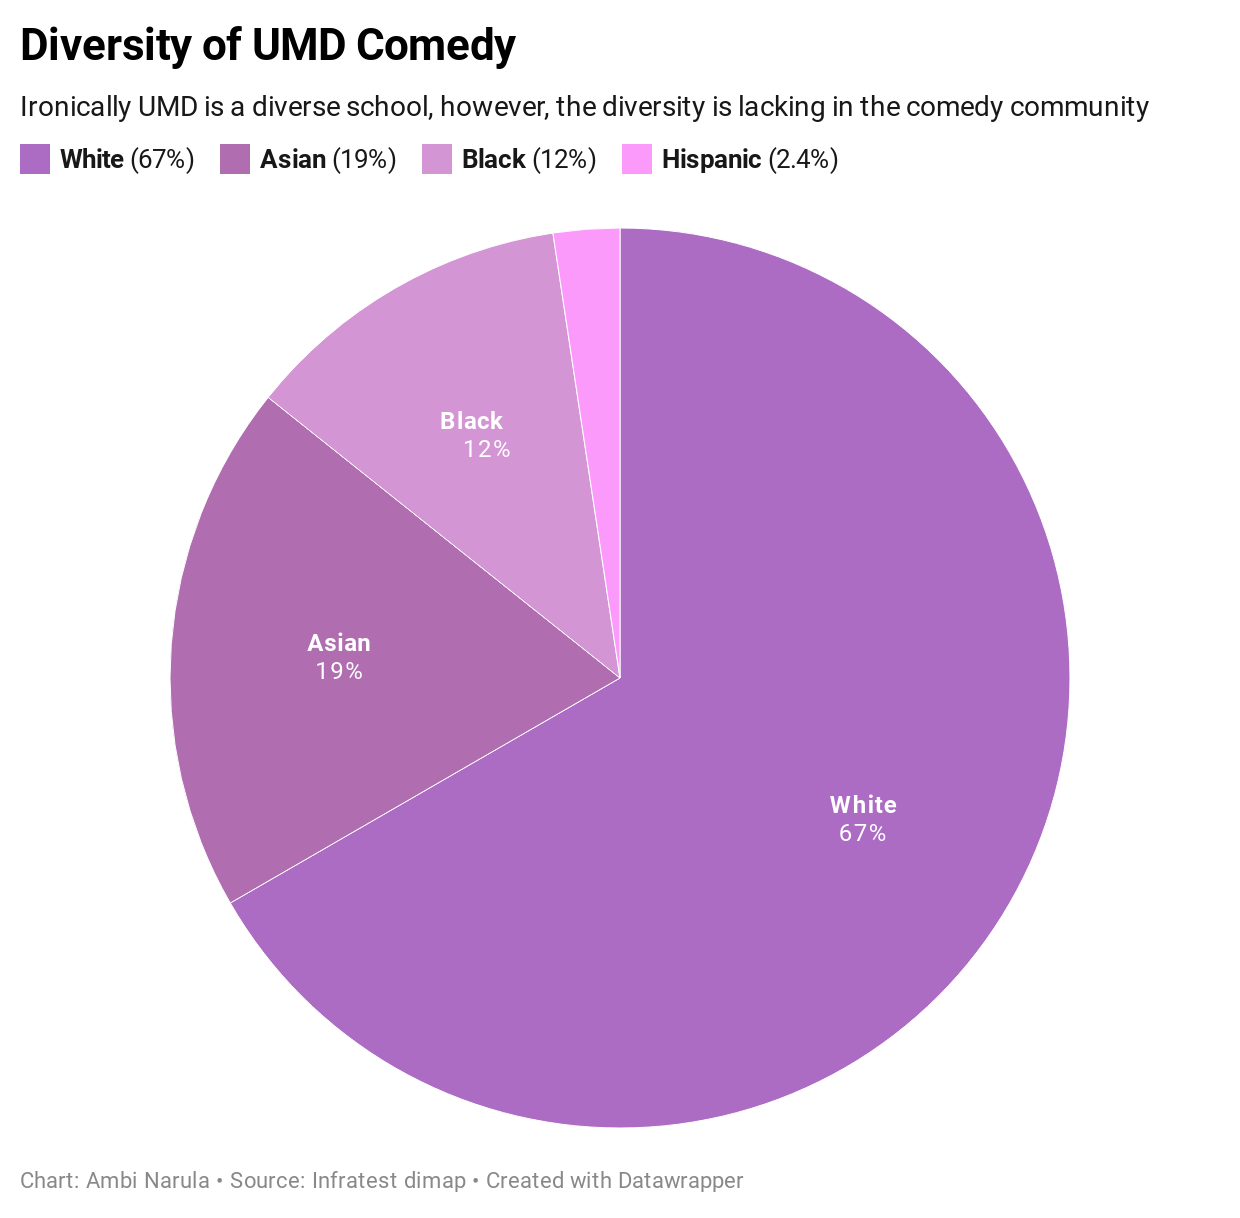 Diversity of UMD Comedy
Ironically UMD is a diverse school, however, the diversity is lacking in the comedy community
White (67%) Asian (19%) Black (12%) Hispanic (2.4%)
Black
12%
Asian
19%
White
67%
Chart: Ambi Narula • Source: Infratest dimap • Created with Datawrapper